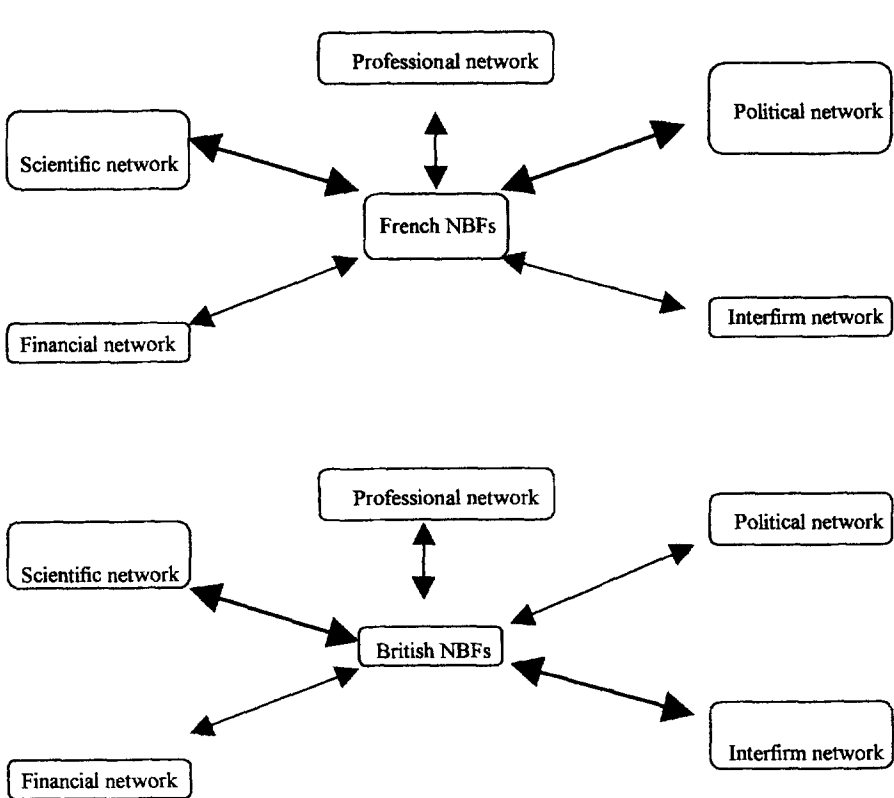 Professional network
Political network
Scientific network
French NBFs
Interfirm network
Financial network
Professional network
Political network
Scientific network
British NBFs
Interfirm network
Financial network